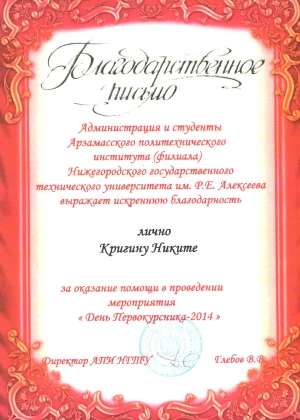 Благодарственное
письмо
Администрация и студенты
Арзамасского политехнического
института (филиала)
Нижегородского государственного
технического университета им. Р.Е. Алексеева
выражает искреннюю благодарность
лично
Кригину Никите
за оказание помощи в проведении
мероприятия
« День Первокурсника-2014 »
Директор АПИ НГТУ Глебов В.В.